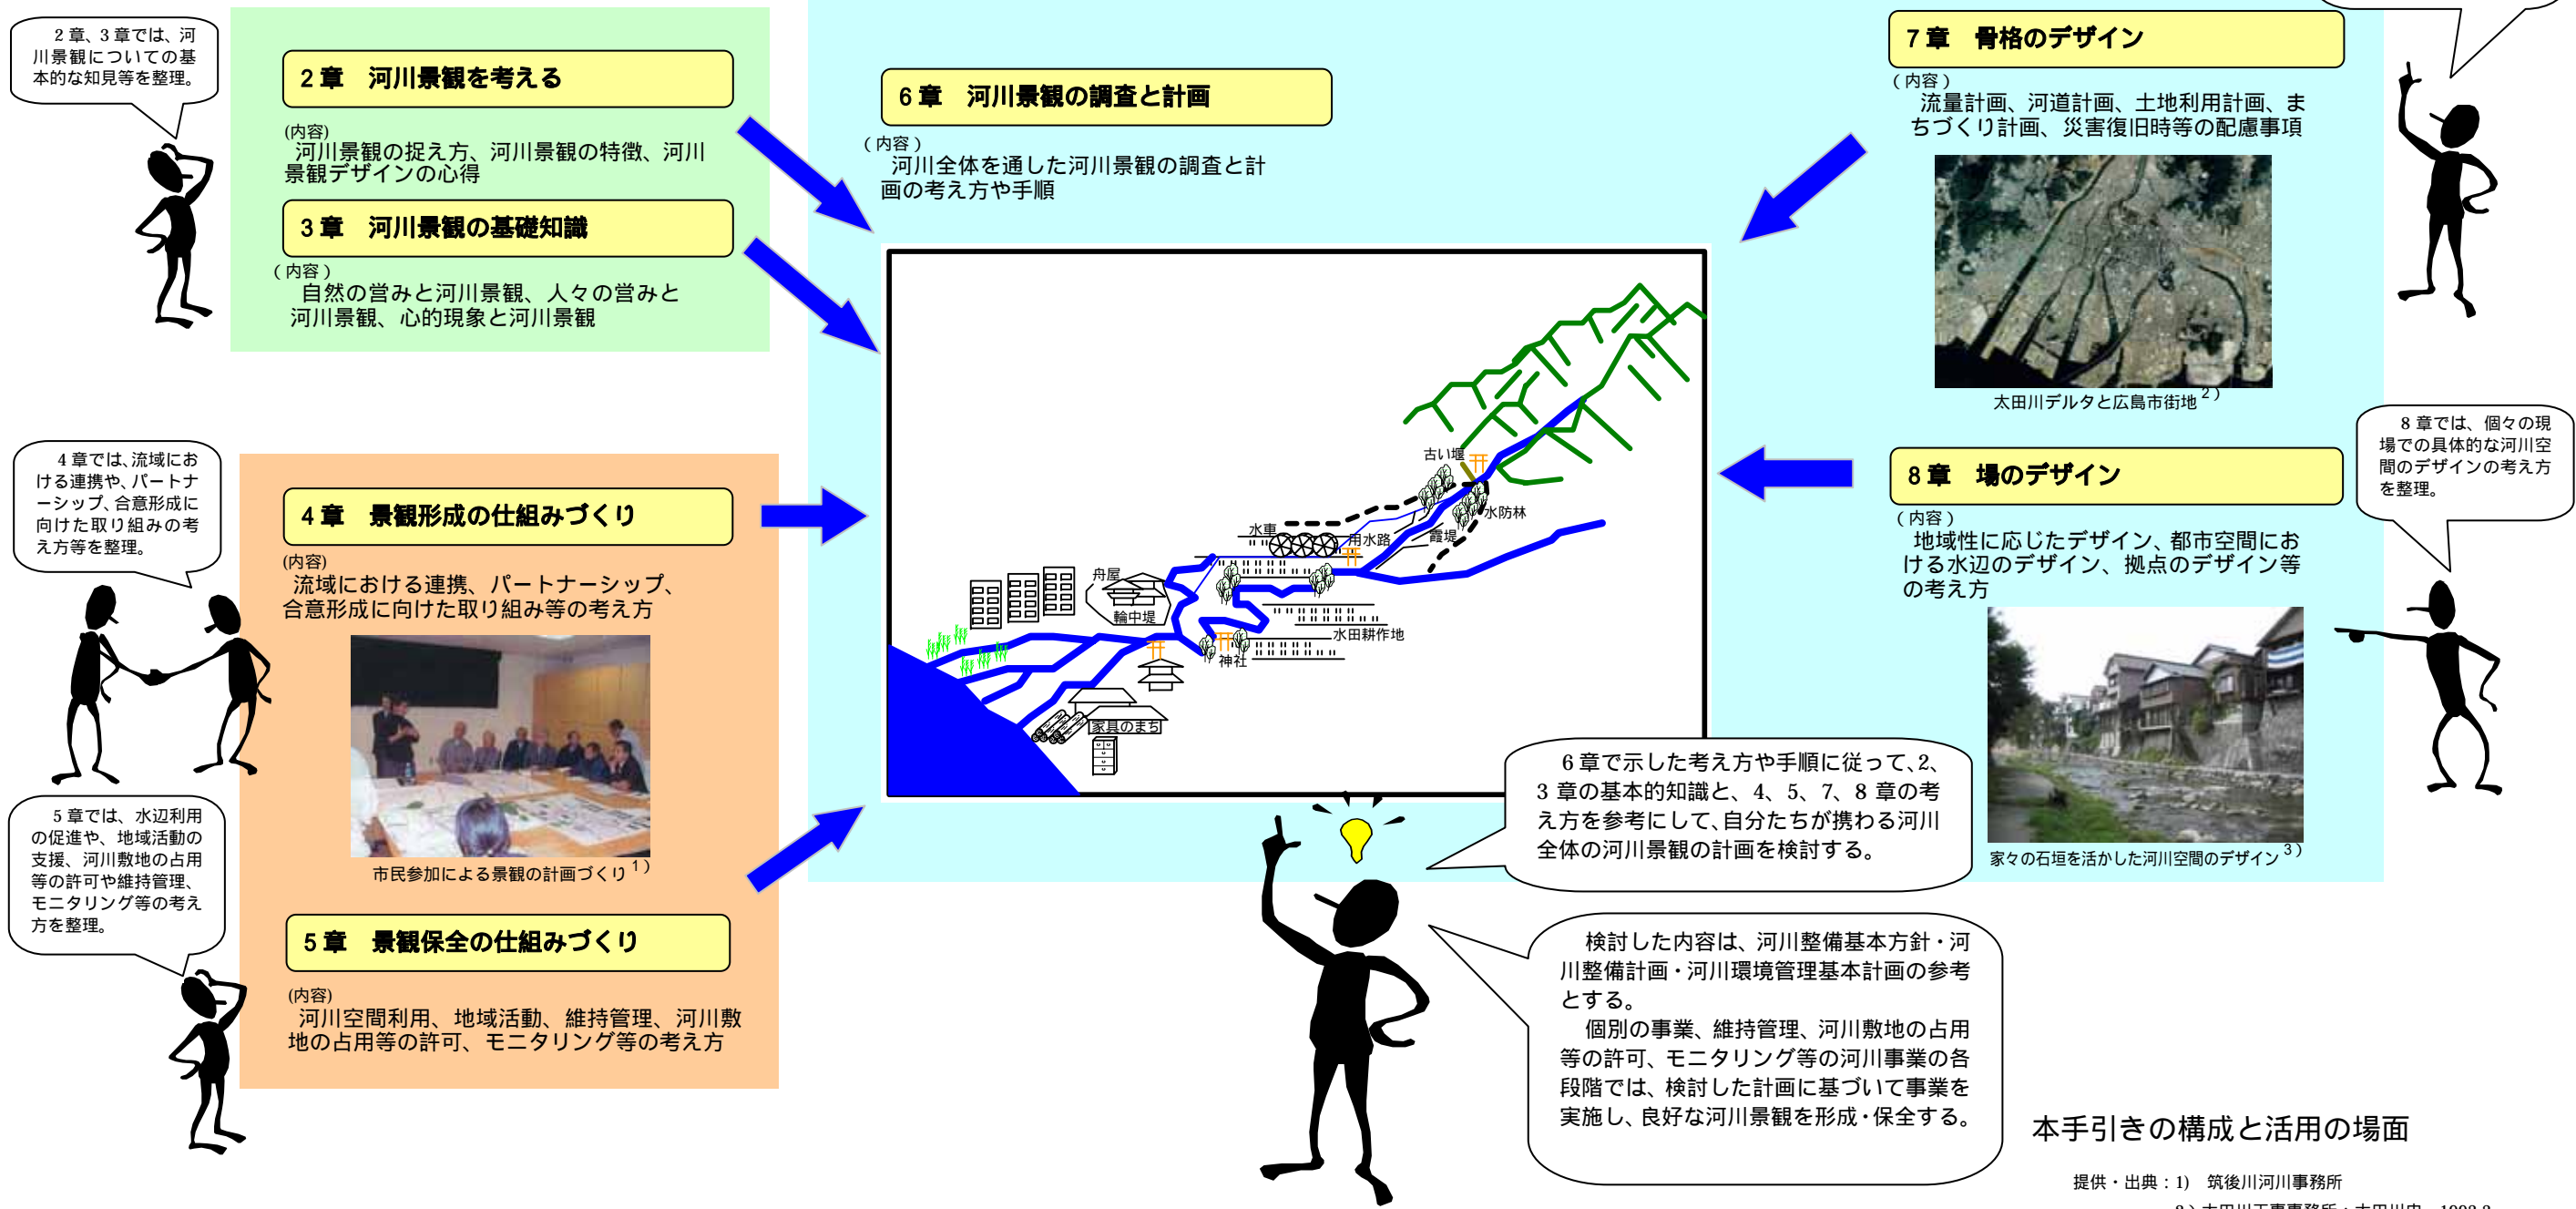 2章、3章では、河
川景観についての基
本的な知見等を整理。
2章　河川景観を考える
(内容)
河川景観の捉え方、河川景観の特徴、河川
景観デザインの心得
3章　河川景観の基礎知識
（内容）
自然の営みと河川景観、人々の営みと
河川景観、心的現象と河川景観
4章では、流域にお
ける連携や、パートナ
ーシップ、合意形成に
向けた取り組みの考
え方等を整理。
4章　景観形成の仕組みづくり
(内容)
流域における連携、パートナーシップ、
合意形成に向けた取り組み等の考え方
市民参加による景観の計画づくり1）
5章では、水辺利用
の促進や、地域活動の
支援、河川敷地の占用
等の許可や維持管理、
モニタリング等の考え
方を整理。
5章　景観保全の仕組みづくり
(内容)
河川空間利用、地域活動、維持管理、河川敷
地の占用等の許可、モニタリング等の考え方
6章　河川景観の調査と計画
（内容）
河川全体を通した河川景観の調査と計
画の考え方や手順
古い堰
水防林
水車
用水路
霞堤
舟屋
輪中堤
水田耕作地
神社
家具のまち
7章　骨格のデザイン
（内容）
流量計画、河道計画、土地利用計画、ま
ちづくり計画、災害復旧時等の配慮事項
太田川デルタと広島市街地2）
8章では、個々の現
場での具体的な河川空
間のデザインの考え方
を整理。
8章　場のデザイン
（内容）
地域性に応じたデザイン、都市空間にお
ける水辺のデザイン、拠点のデザイン等
の考え方
家々の石垣を活かした河川空間のデザイン3）
6章で示した考え方や手順に従って、2、
3章の基本的知識と、4、5、7、8章の考
え方を参考にして、自分たちが携わる河川
全体の河川景観の計画を検討する。
検討した内容は、河川整備基本方針・河
川整備計画・河川環境管理基本計画の参考
とする。
個別の事業、維持管理、河川敷地の占用
等の許可、モニタリング等の河川事業の各
段階では、検討した計画に基づいて事業を
実施し、良好な河川景観を形成・保全する。
本手引きの構成と活用の場面
提供・出典：1)　筑後川河川事務所